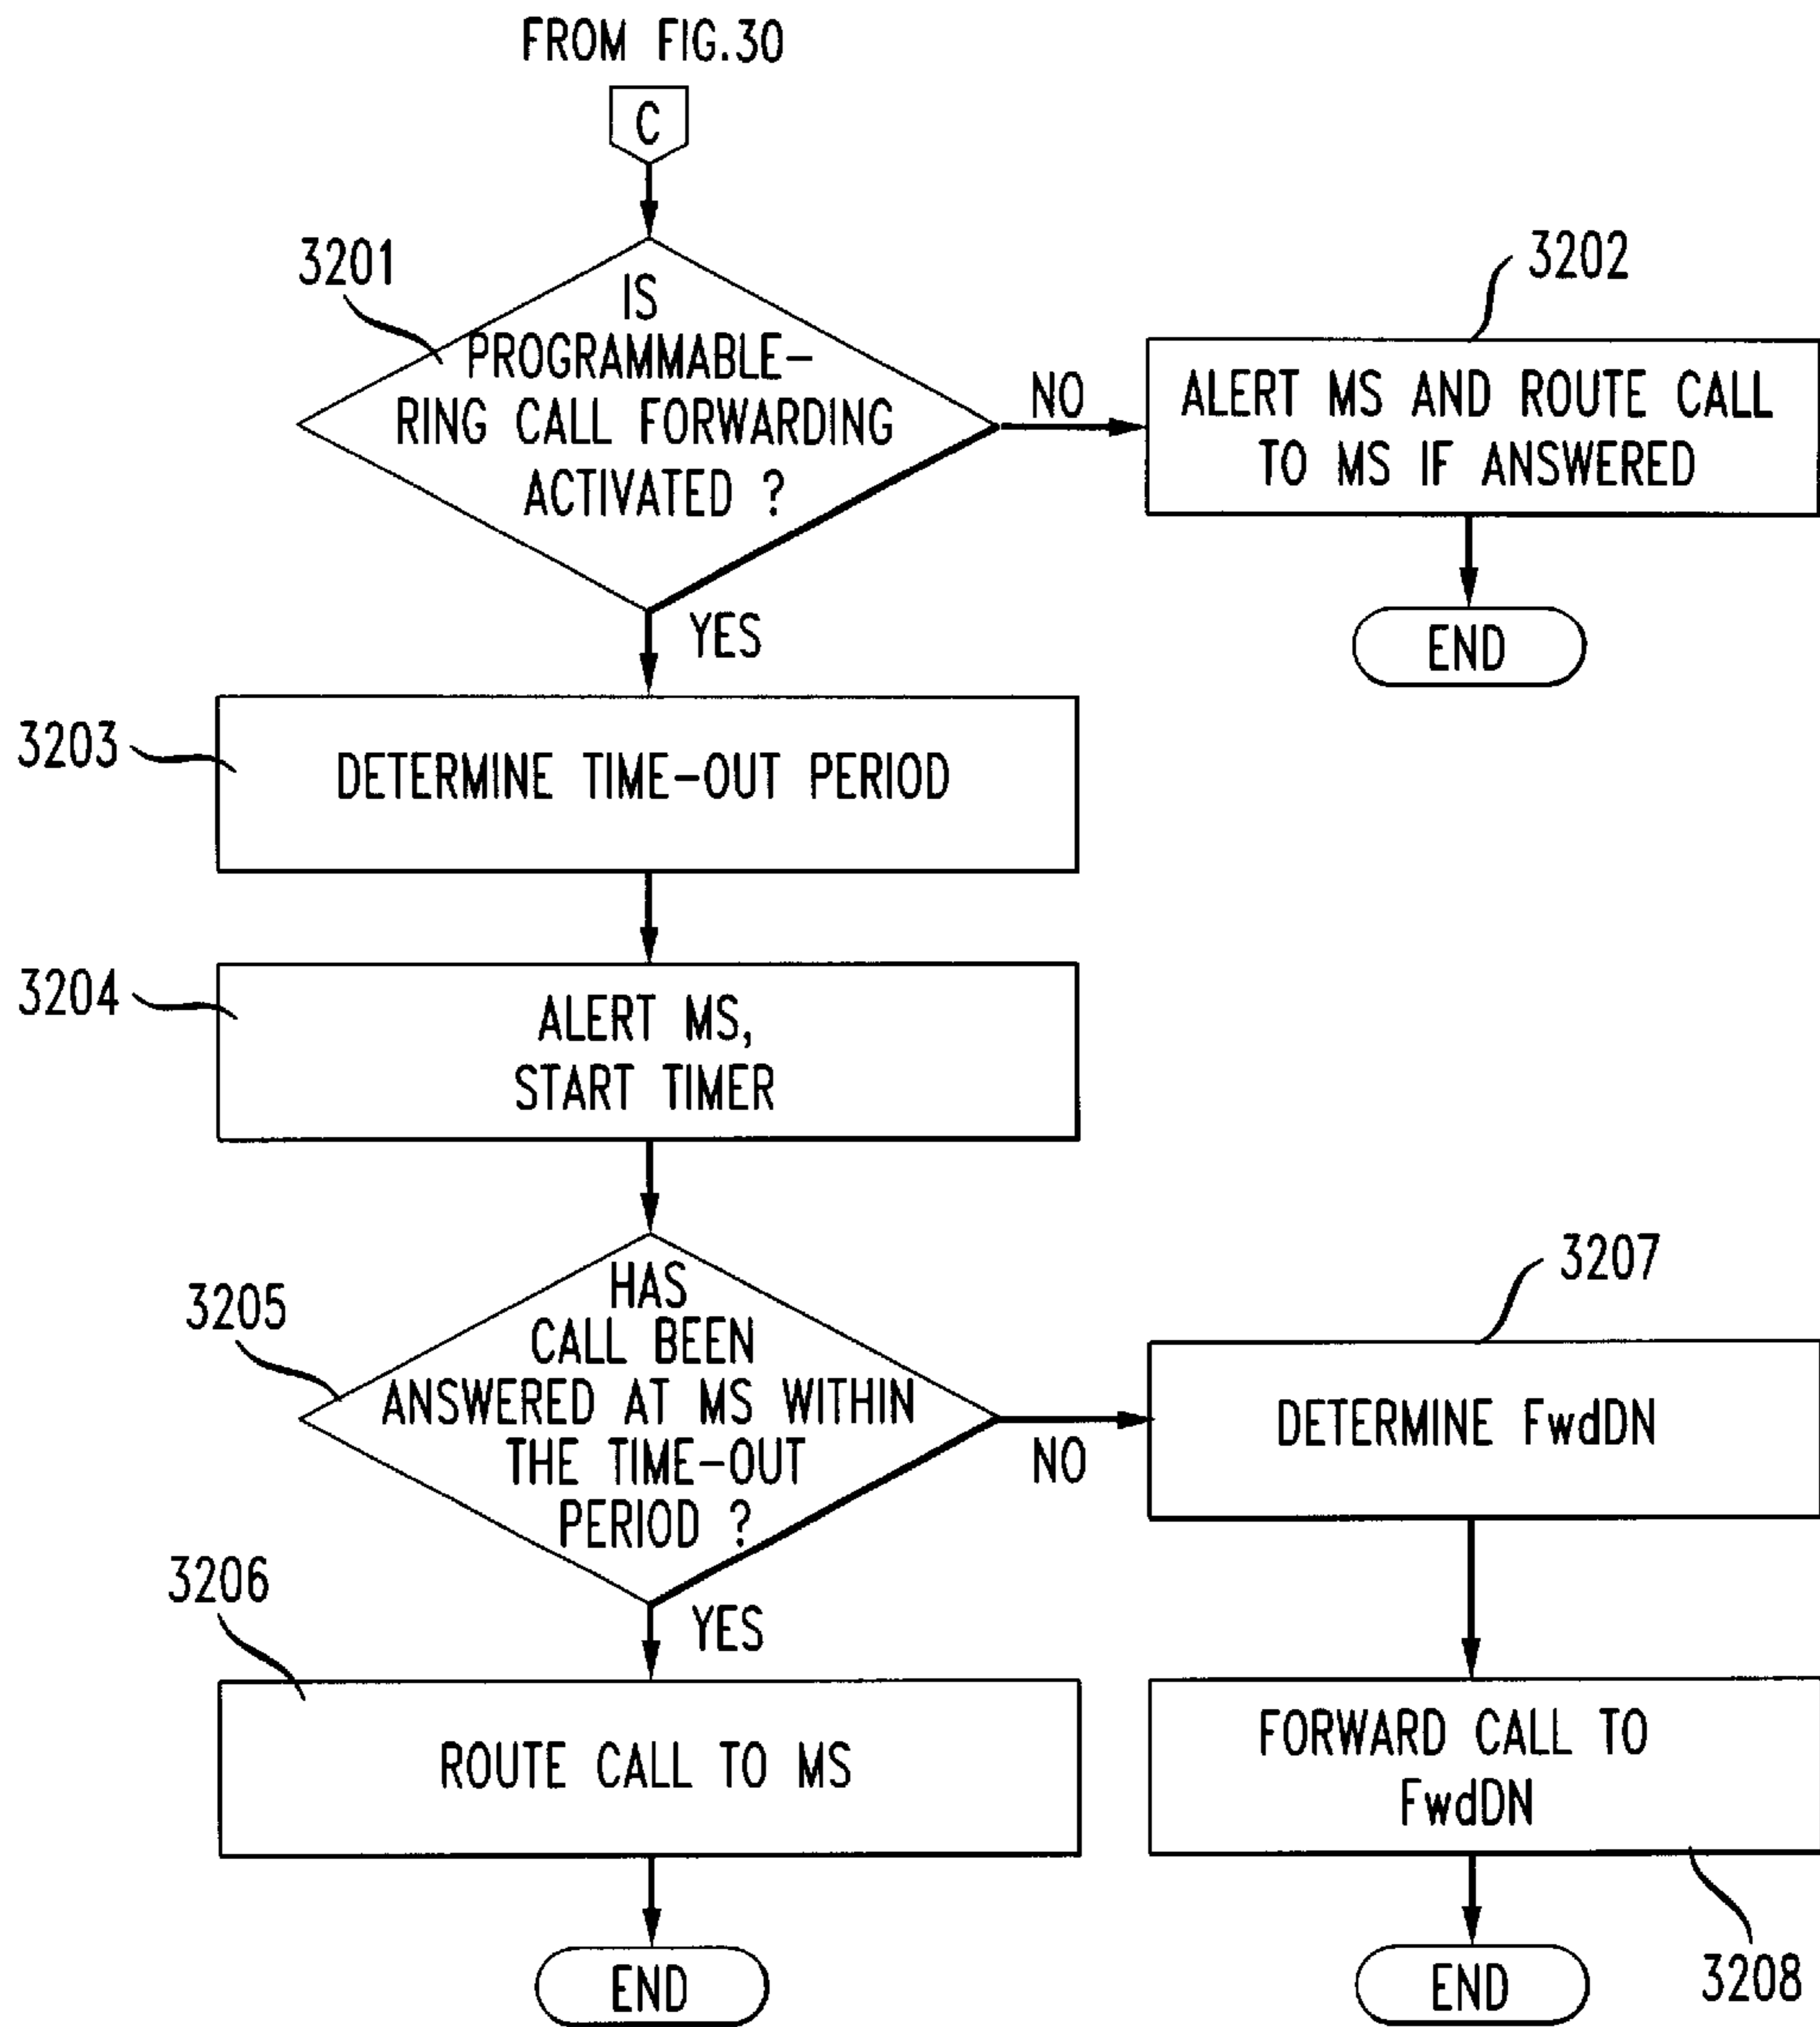 FROM FIG.30
C
3201
IS
PROGRAMMABLE-
RING CALL FORWARDING
ACTIVATED ?
NO
3202
ALERT MS AND ROUTE CALL
TO MS IF ANSWERED
END
YES
3203
DETERMINE TIME-OUT PERIOD
3204
ALERT MS,
START TIMER
3205
HAS
CALL BEEN
ANSWERED AT MS WITHIN
THE TIME-OUT
PERIOD ?
NO
3207
DETERMINE FwdDN
YES
3206
ROUTE CALL TO MS
END
FORWARD CALL TO
FwdDN
3208
END